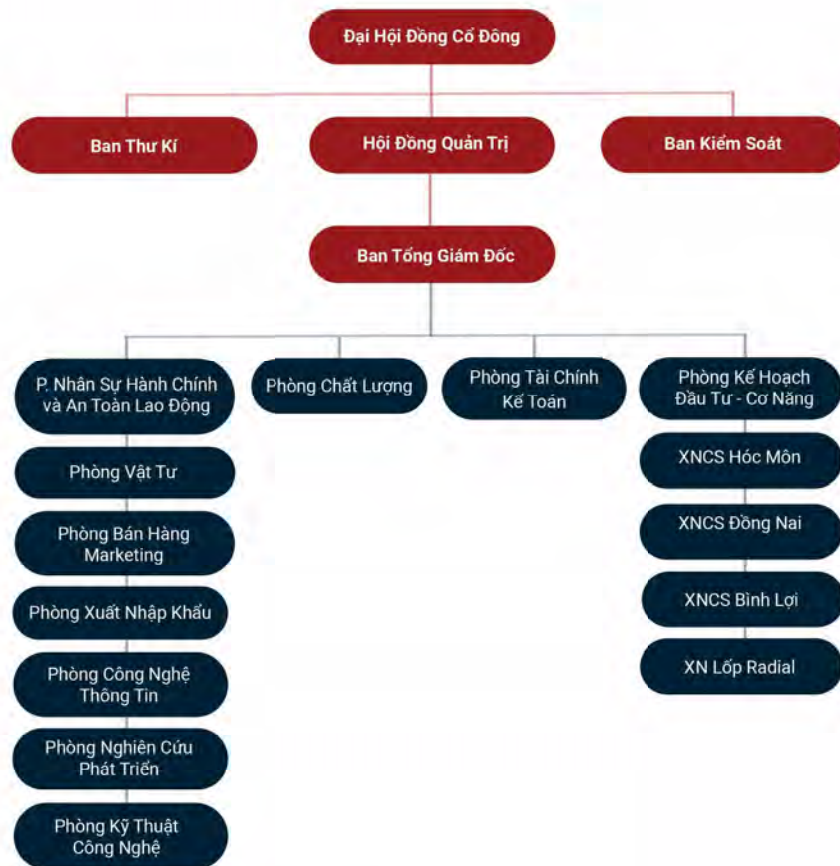 Đại Hội Đồng Cổ Đông
Ban Thư Kí
Hội Đồng Quản Trị
Ban Kiểm Soát
Ban Tổng Giám Đốc
P. Nhân Sự Hành Chính
và An Toàn Lao Động
Phòng Chất Lượng
Phòng Tài Chính
Kế Toán
Phòng Kế Hoạch
Đầu Tư - Cơ Năng
Phòng Vật Tư
Phòng Bán Hàng
Marketing
Phòng Xuất Nhập Khẩu
Phòng Công Nghệ
Thông Tin
Phòng Nghiên Cứu
Phát Triển
Phòng Kỹ Thuật
Công Nghệ
XNCS Hóc Môn
XNCS Đồng Nai
XNCS Bình Lợi
XN Lốp Radial